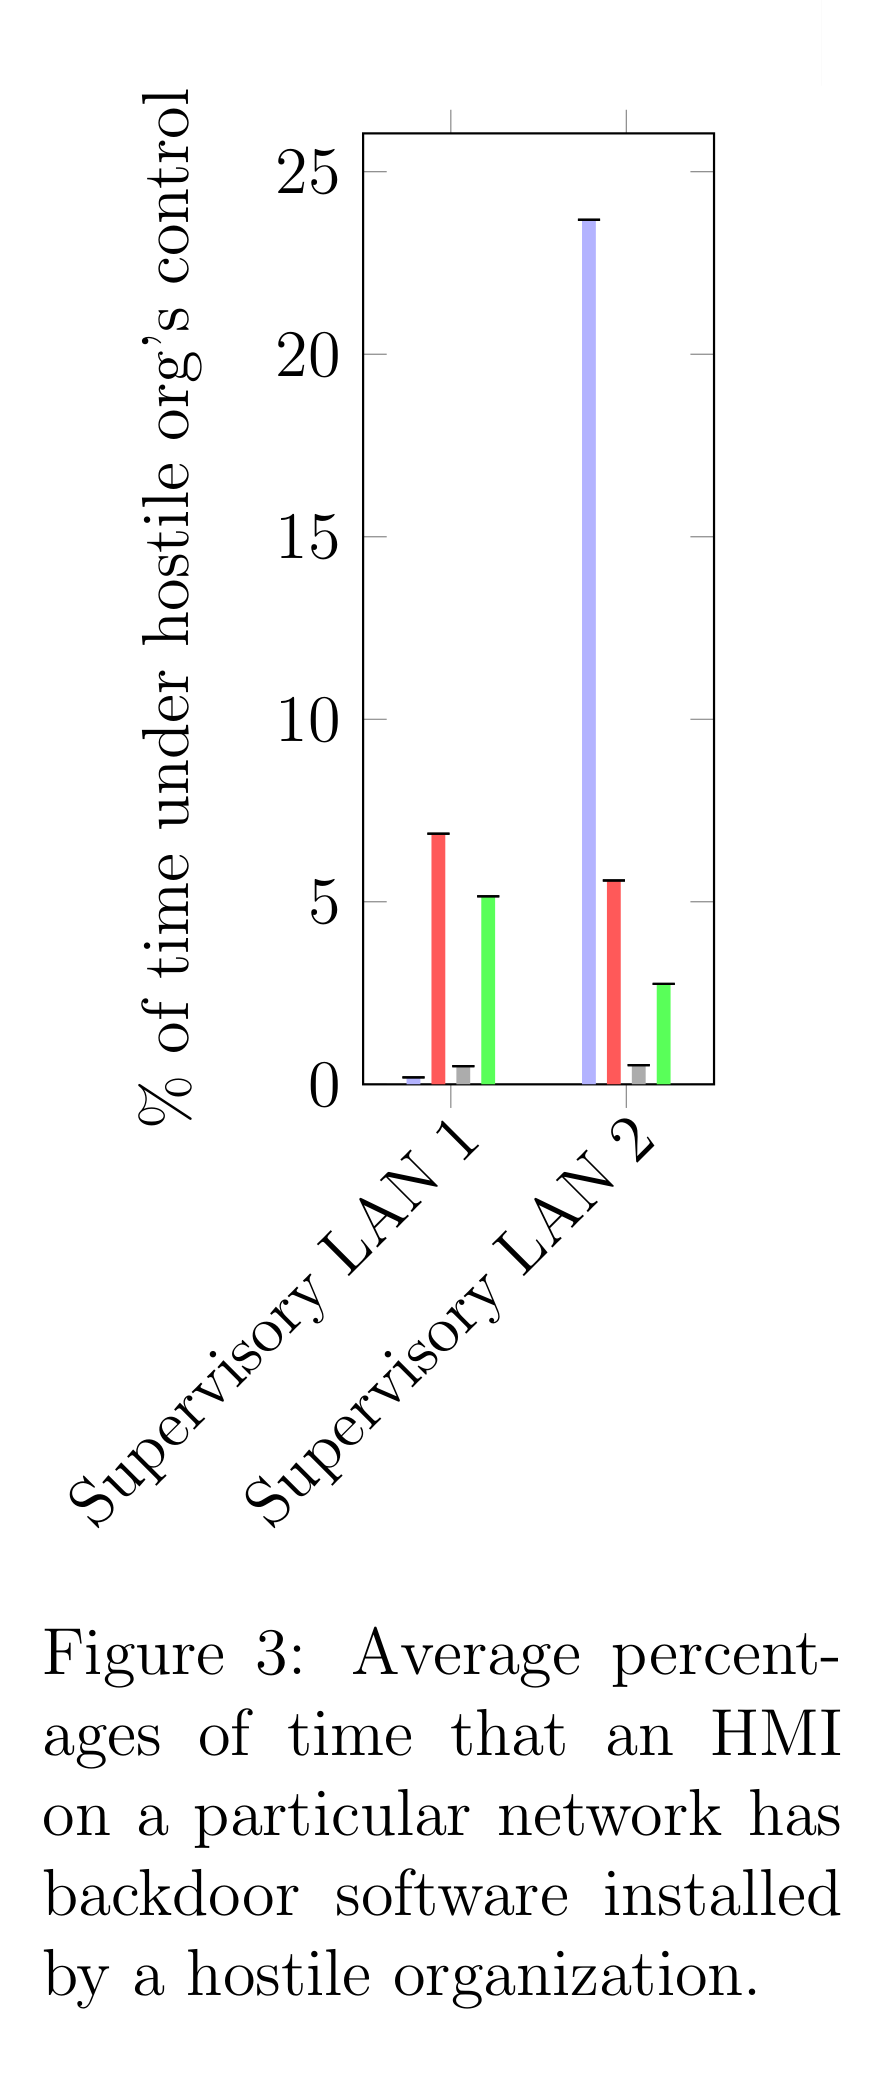 % of time under hostile org's control
25
20
15
10
5
0
Supervisory LAN 1
Supervisory LAN 2
Figure 3: Average percent-
ages of time that an HMI
on a particular network has
backdoor software installed
by a hostile organization.